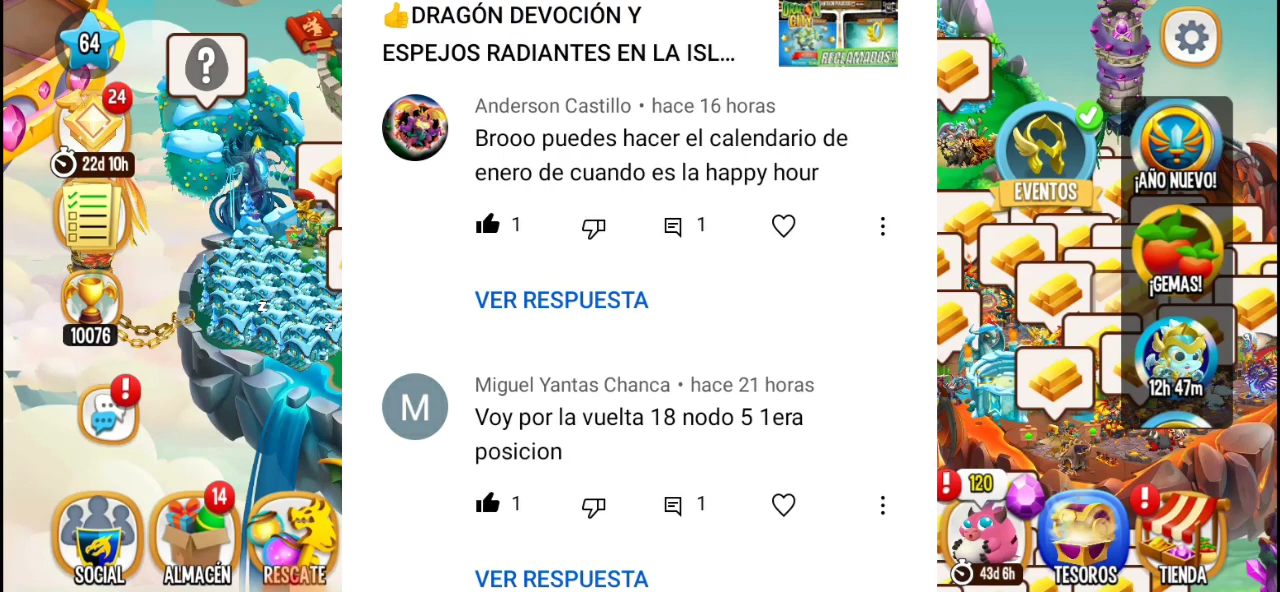 64
?
24
22d 10h
10076
!
14
SOCIAL
ALMACÉN
RESCATE
👍DRAGÓN DEVOCIÓN Y
ESPEJOS RADIANTES EN LA ISL...
DRAGON
CITY
RECLAMADOS!!
Anderson Castillo • hace 16 horas
Brooo puedes hacer el calendario de
enero de cuando es la happy hour
1
1
VER RESPUESTA
M
Miguel Yantas Chanca • hace 21 horas
Voy por la vuelta 18 nodo 5 1era
posicion
1
1
VER RESPUESTA
EVENTOS
¡AÑO NUEVO!
¡GEMAS!
12h 47m
!
120
43d 6h
TESOROS
!
TIENDA
z
z